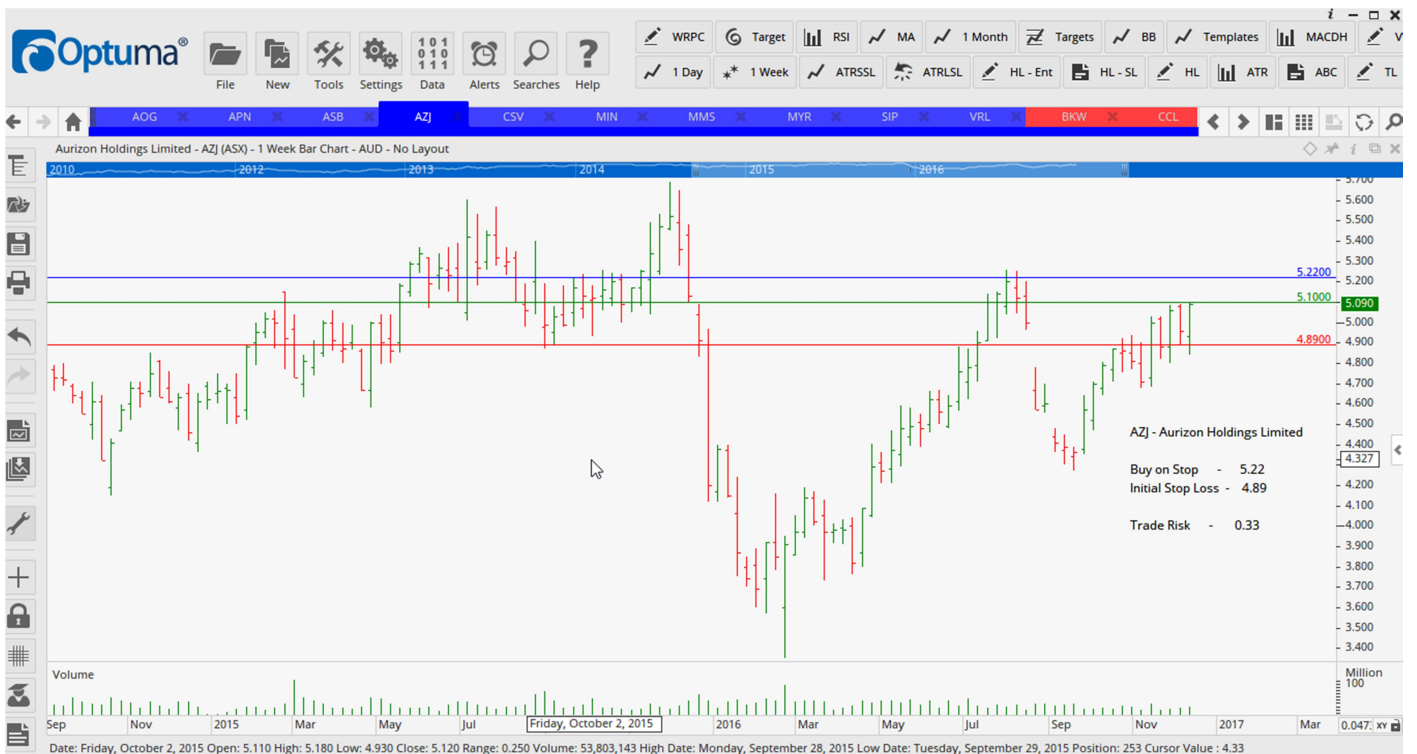 i
Optuma®
File New Tools Settings Data Alerts Searches Help
101
010
111
WRPC Target RSI MA 1 Month Targets BB Templates MACDH
1 Day 1 Week ATRSSL ATRLSL HL - Ent HL - SL HL ATR ABC TL
AOG APN ASB AZJ CSV MIN MMS MYR SIP VRL BKW CCL
Aurizon Holdings Limited - AZJ (ASX) - 1 Week Bar Chart - AUD - No Layout
2010 2012 2013 2014 2015 2016
5.700
5.600
5.500
5.400
5.300
5.2200
5.200
5.1000
5.090
5.000
4.8900
4.900
4.800
4.700
4.600
4.500
AZJ - Aurizon Holdings Limited
4.400
4.327
Buy on Stop - 5.22
Initial Stop Loss - 4.89
4.200
4.100
Trade Risk - 0.33
4.000
3.900
3.800
3.700
3.600
3.500
3.400
Volume
Million
100
Sep Nov 2015 Mar May Jul Friday, October 2, 2015 2016 Mar May Jul Sep Nov 2017 Mar 0.047: XY
Date: Friday, October 2, 2015 Open: 5.110 High: 5.180 Low: 4.930 Close: 5.120 Range: 0.250 Volume: 53,803,143 High Date: Monday, September 28, 2015 Low Date: Tuesday, September 29, 2015 Position: 253 Cursor Value : 4.33